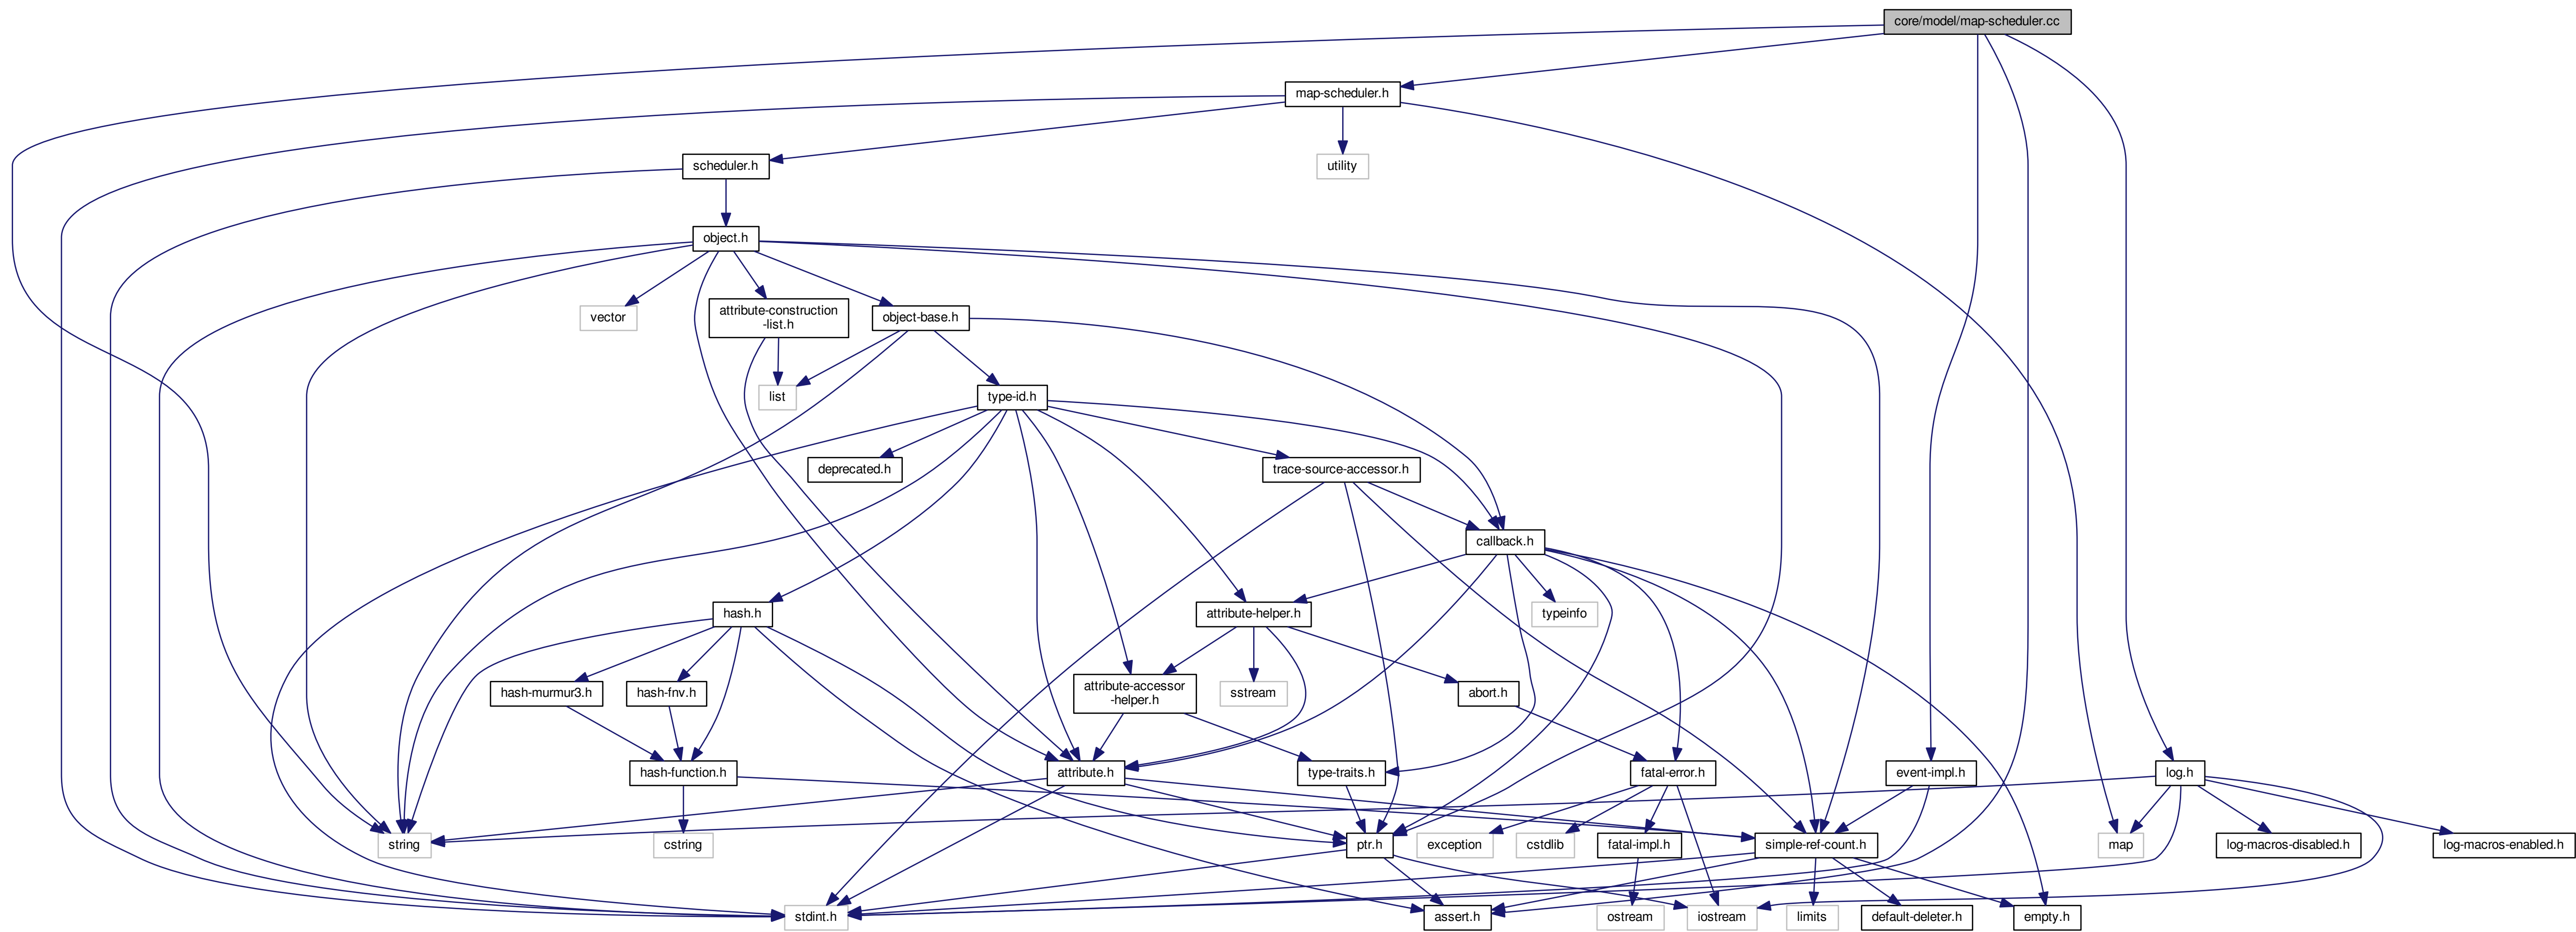 core/model/map-scheduler.cc
map-scheduler.h
scheduler.h
utility
object.h
vector
attribute-construction
-list.h
object-base.h
list
type-id.h
deprecated.h
trace-source-accessor.h
callback.h
hash.h
attribute-helper.h
typeinfo
hash-murmur3.h
hash-fnv.h
attribute-accessor
-helper.h
sstream
abort.h
hash-function.h
attribute.h
type-traits.h
fatal-error.h
event-impl.h
log.h
string
cstring
ptr.h
exception
cstdlib
fatal-impl.h
simple-ref-count.h
map
log-macros-disabled.h
log-macros-enabled.h
stdint.h
assert.h
ostream
iostream
limits
default-deleter.h
empty.h